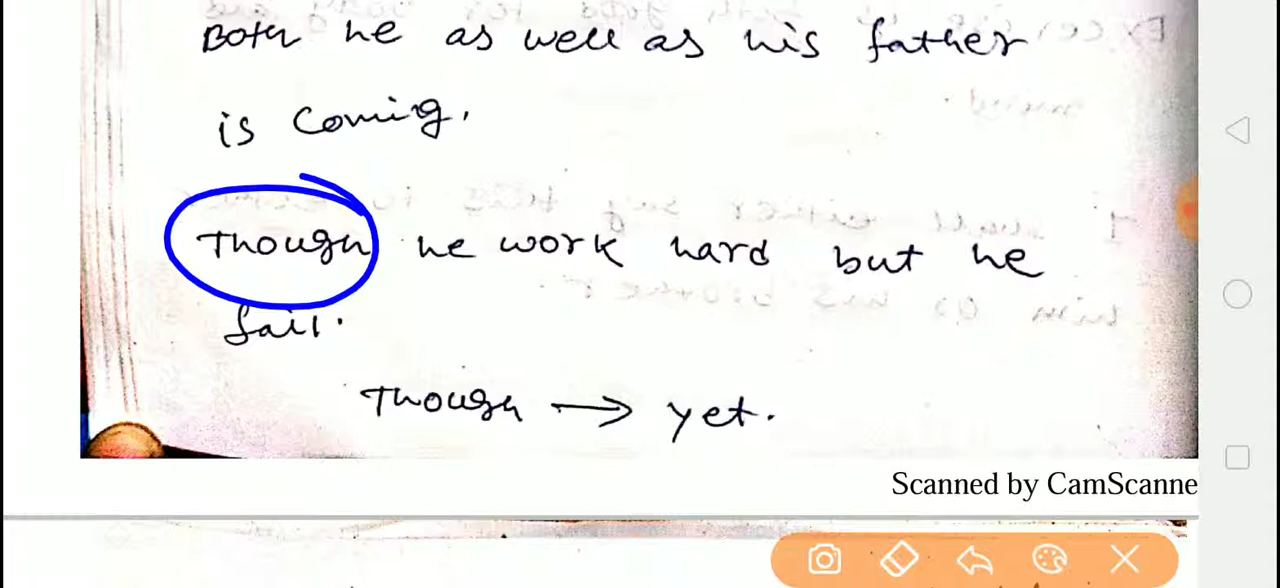 Both he as well as his father
is coming.
Though he work hard but he
fail.
Though → yet.
Scanned by CamScanne